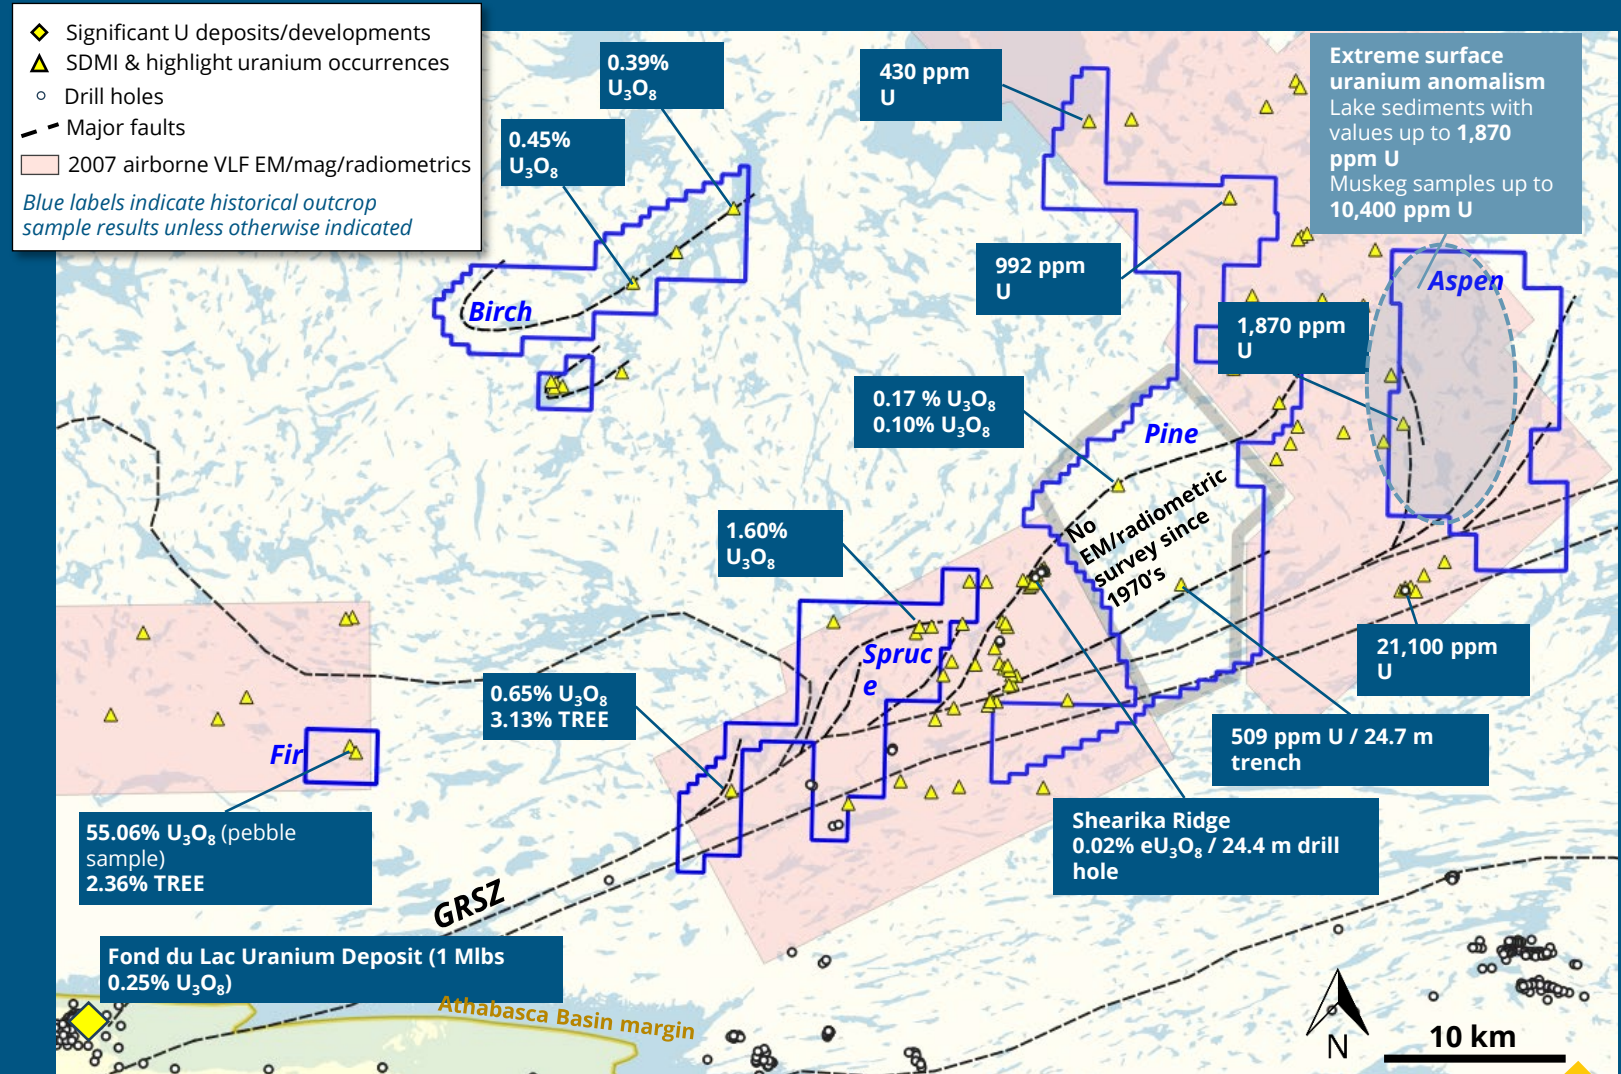 Significant U deposits/developments
SDMI & highlight uranium occurrences
Drill holes
Major faults
2007 airborne VLF EM/mag/radiometrics
Blue labels indicate historical outcrop
sample results unless otherwise indicated
0.39%
U₃O₈
0.45%
U₃O₈
430 ppm
U
Extreme surface
uranium anomalism
Lake sediments with
values up to 1,870
ppm U
Muskeg samples up to
10,400 ppm U
992 ppm
U
Aspen
Birch
1,870 ppm
U
0.17 % U₃O₈
0.10% U₃O₈
Pine
No
EM/radiometric
survey since
1970's
1.60%
U₃O₈
Spruc
e
21,100 ppm
U
0.65% U₃O₈
3.13% TREE
Fir
509 ppm U / 24.7 m
trench
55.06% U₃O₈ (pebble
sample)
2.36% TREE
Shearika Ridge
0.02% eU₃O₈ / 24.4 m drill
hole
GRSZ
Fond du Lac Uranium Deposit (1 Mlbs
0.25% U₃O₈)
Athabasca Basin margin
N
10 km